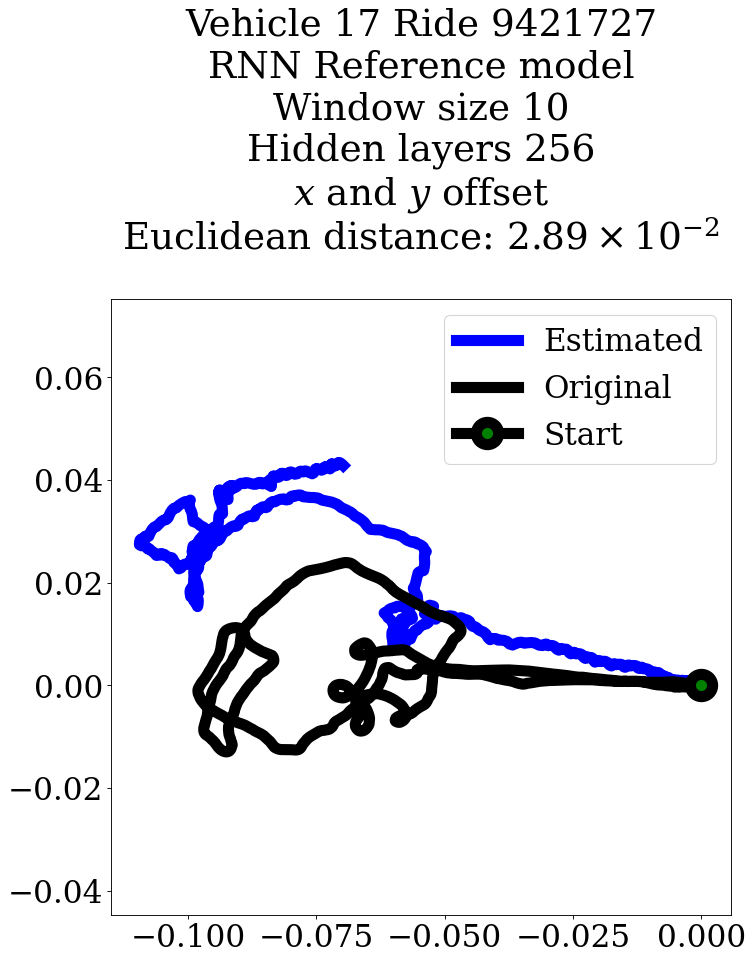 Vehicle 17 Ride 9421727
RNN Reference model
Window size 10
Hidden layers 256
x and y offset
Euclidean distance: 2.89 × 10⁻²
Estimated
Original
Start
0.06
0.04
0.02
0.00
−0.02
−0.04
−0.100 −0.075 −0.050 −0.025 0.000